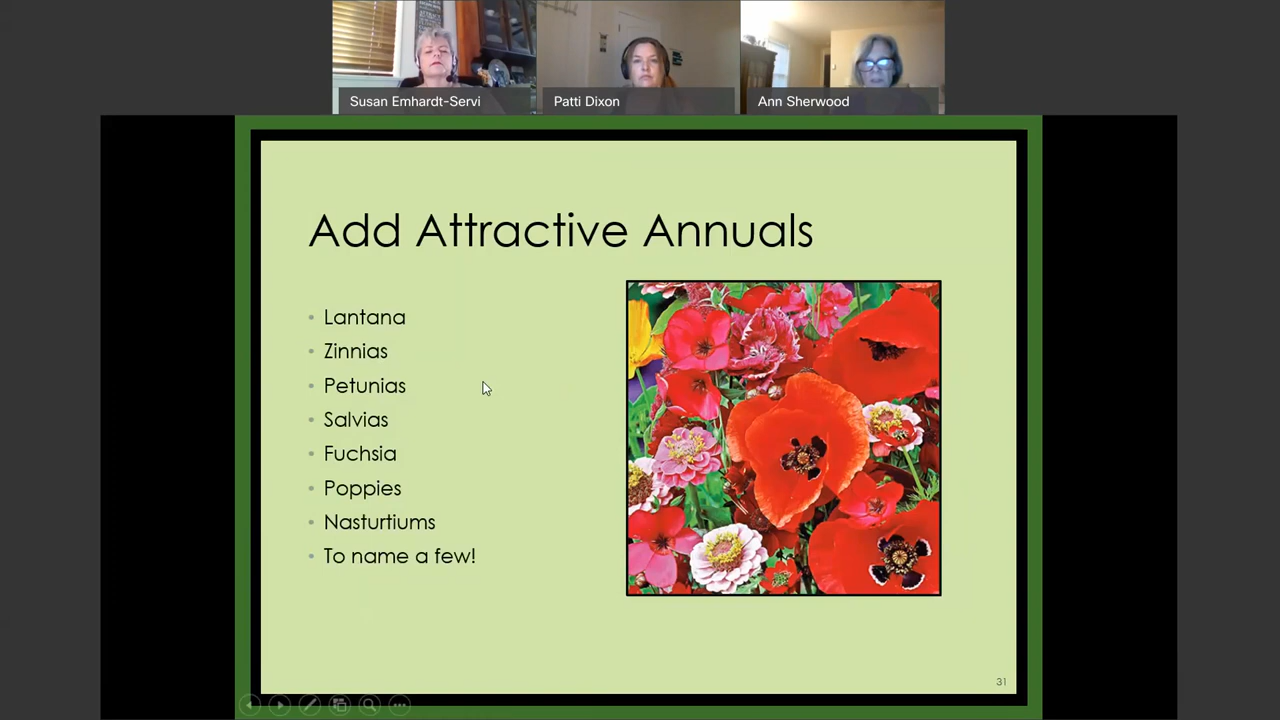 Susan Emhardt-Servi
Patti Dixon
Ann Sherwood
Add Attractive Annuals
• Lantana
• Zinnias
• Petunias
• Salvias
• Fuchsia
• Poppies
• Nasturtiums
• To name a few!
31